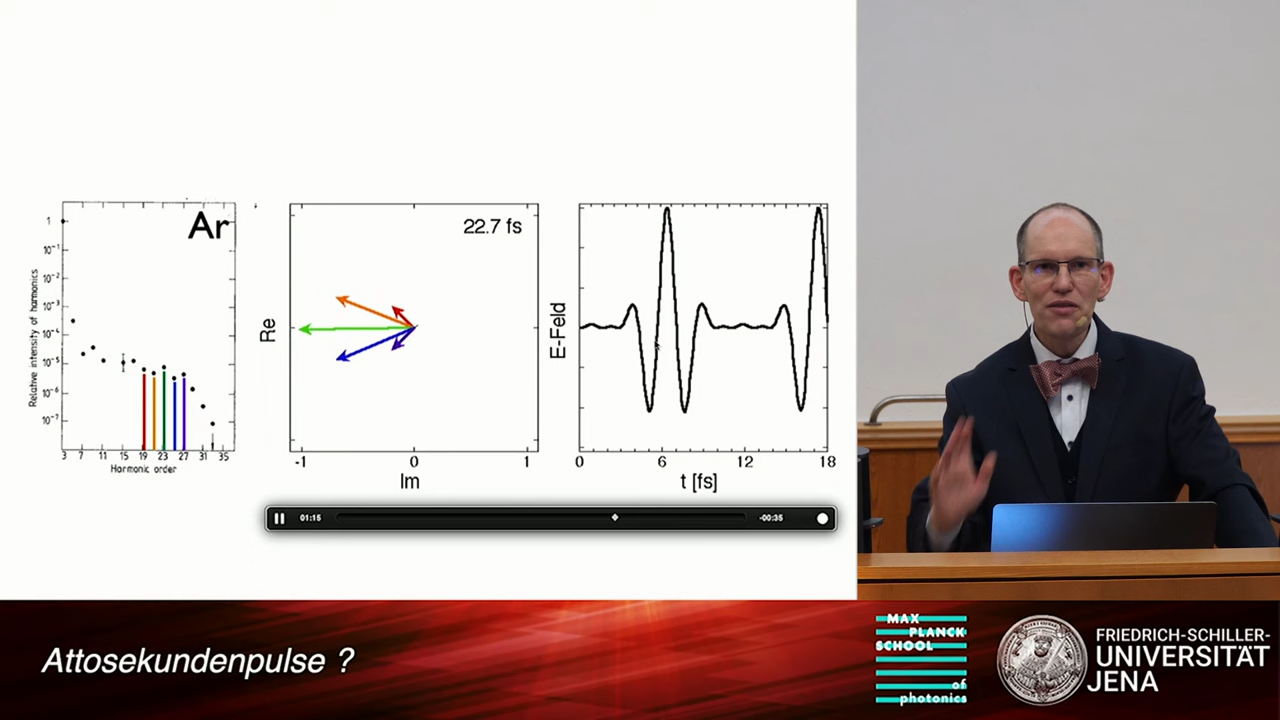 Ar
1
10⁻¹
10⁻²
10⁻³
10⁻⁴
10⁻⁵
10⁻⁶
10⁻⁷
Relative intensity of harmonics
3 7 11 15 19 23 27 31 35
Harmonic order
22.7 fs
Re
-1 0 1
Im
E-Feld
0 6 12 18
t [fs]
01:15
-00:35
Attosekundenpulse ?
MAX
PLANCK
SCHOOL
of
photonics
FRIEDRICH-SCHILLER-
UNIVERSITÄT
JENA